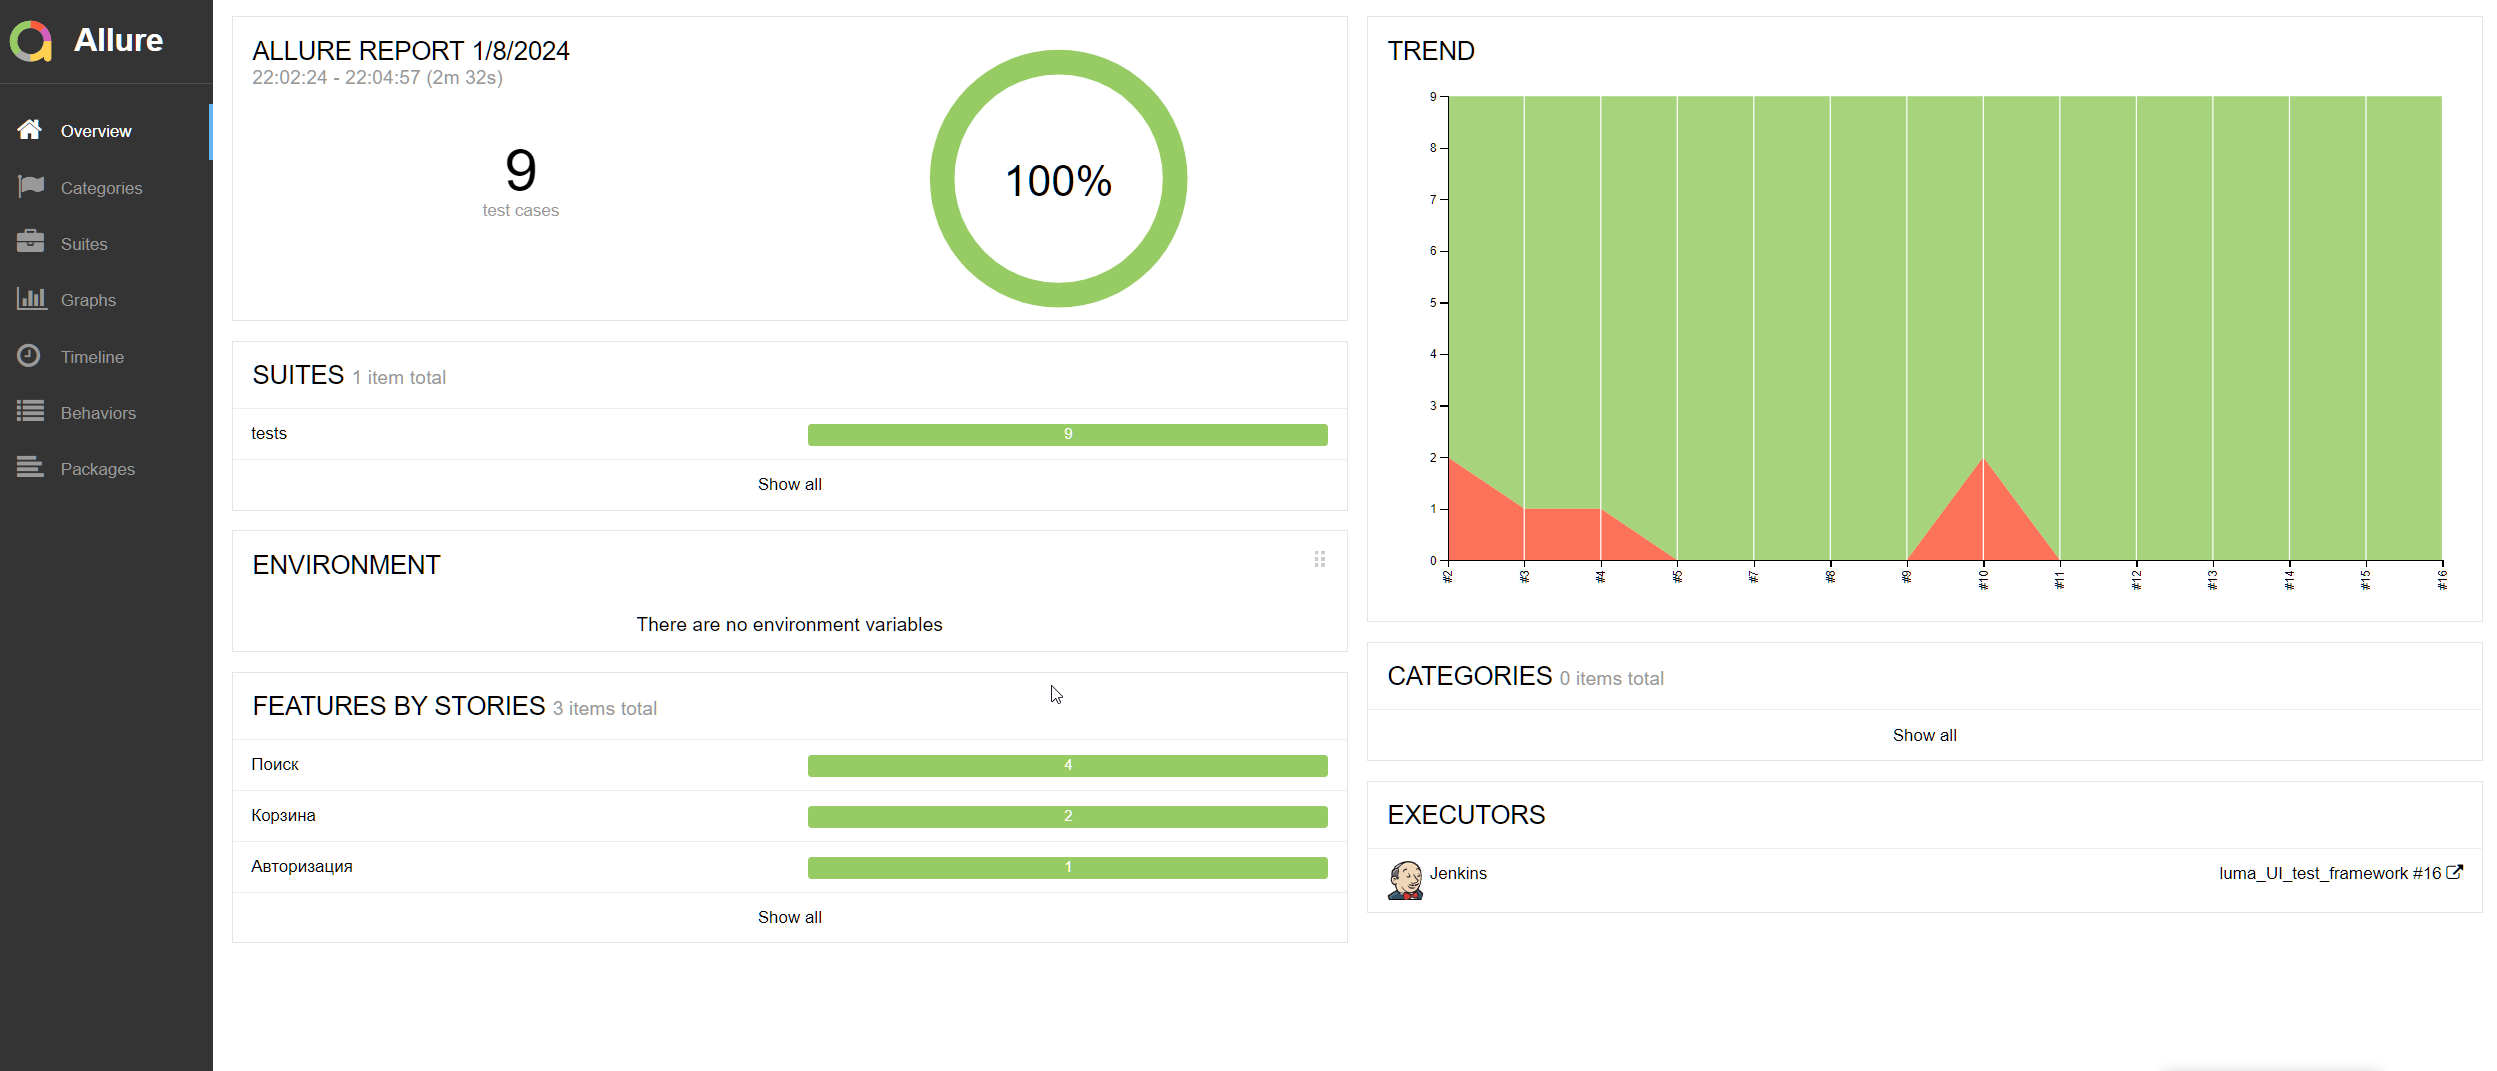 Allure
Overview
Categories
Suites
Graphs
Timeline
Behaviors
Packages
ALLURE REPORT 1/8/2024
22:02:24 - 22:04:57 (2m 32s)
9
test cases
100%
SUITES 1 item total
tests 9
Show all
ENVIRONMENT
There are no environment variables
FEATURES BY STORIES 3 items total
Поиск 4
Корзина 2
Авторизация 1
Show all
TREND
9
8
7
6
5
4
3
2
1
0
#2 #3 #4 #5 #7 #8 #9 #10 #11 #12 #13 #14 #15 #16
CATEGORIES 0 items total
Show all
EXECUTORS
Jenkins luma_UI_test_framework #16